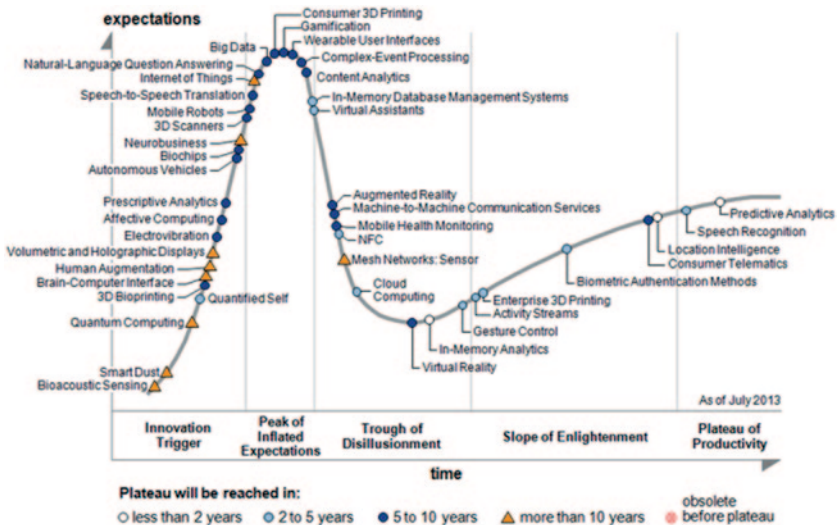 expectations
Consumer 3D Printing
Gamification
Wearable User Interfaces
Big Data
Complex-Event Processing
Natural-Language Question Answering
Content Analytics
Internet of Things
Speech-to-Speech Translation
In-Memory Database Management Systems
Virtual Assistants
Mobile Robots
3D Scanners
Neurobusiness
Biochips
Autonomous Vehicles
Augmented Reality
Prescriptive Analytics
Machine-to-Machine Communication Services
Affective Computing
Mobile Health Monitoring
Electrovibration
NFC
Volumetric and Holographic Displays
Mesh Networks: Sensor
Human Augmentation
Brain-Computer Interface
3D Bioprinting
Quantified Self
Cloud
Computing
Quantum Computing
Smart Dust
Bioacoustic Sensing
Predictive Analytics
Speech Recognition
Location Intelligence
Consumer Telematics
Biometric Authentication Methods
Enterprise 3D Printing
Activity Streams
Gesture Control
In-Memory Analytics
Virtual Reality
As of July 2013
Innovation
Trigger
Peak of
Inflated
Expectations
Trough of
Disillusionment
Slope of Enlightenment
Plateau of
Productivity
time
Plateau will be reached in:
less than 2 years
2 to 5 years
5 to 10 years
more than 10 years
obsolete
before plateau